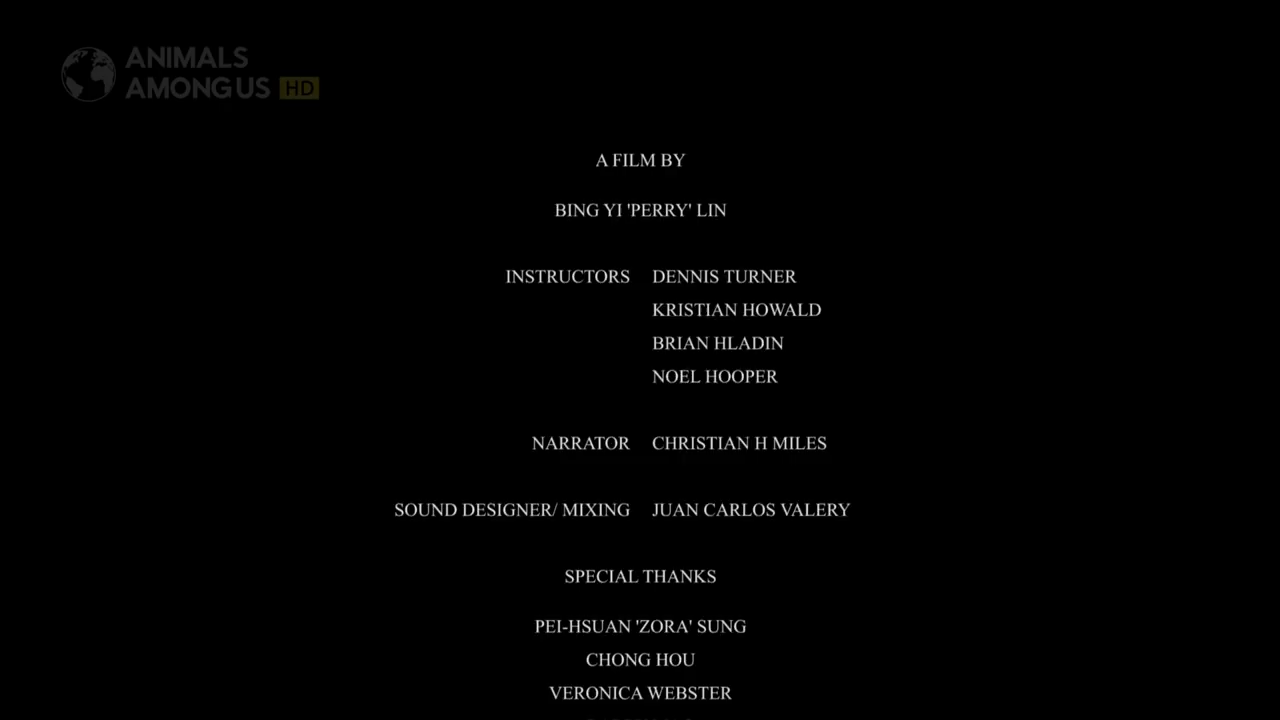 ANIMALS
AMONG US HD
A FILM BY
BING YI 'PERRY' LIN
INSTRUCTORS DENNIS TURNER
KRISTIAN HOWALD
BRIAN HLADIN
NOEL HOOPER
NARRATOR CHRISTIAN H MILES
SOUND DESIGNER/ MIXING JUAN CARLOS VALERY
SPECIAL THANKS
PEI-HSUAN 'ZORA' SUNG
CHONG HOU
VERONICA WEBSTER